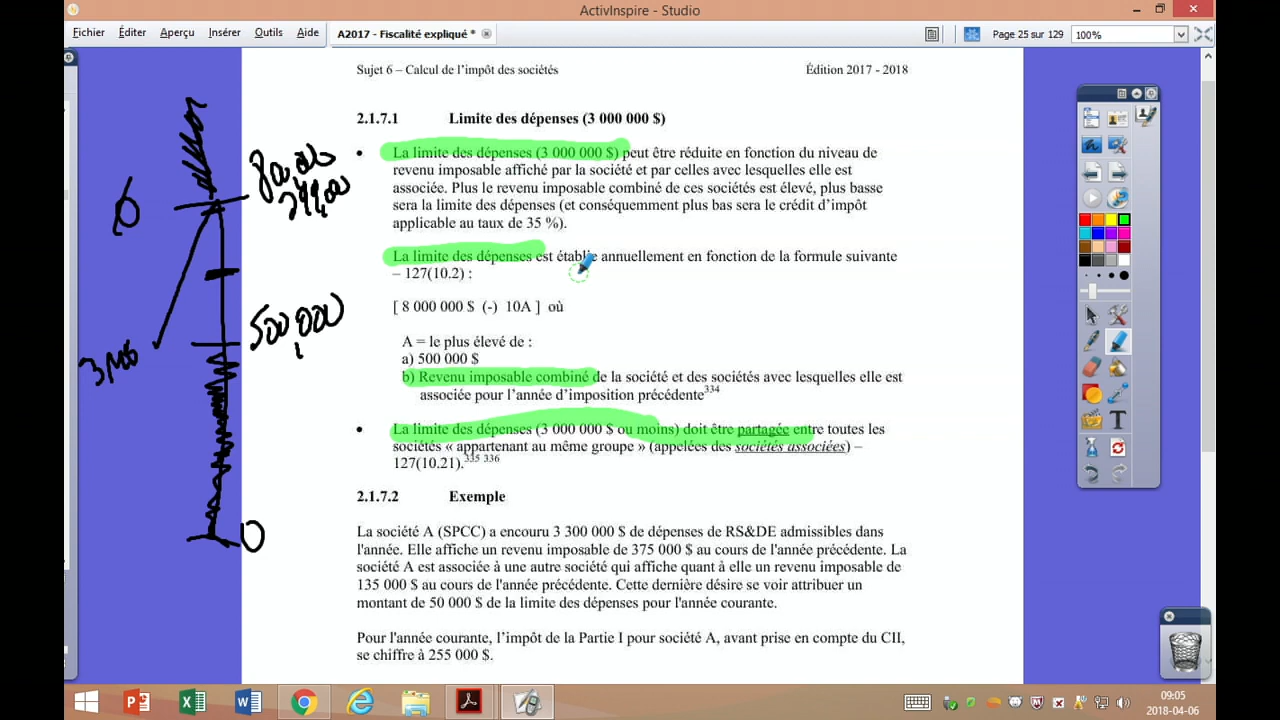 ActivInspire - Studio
Fichier Éditer Aperçu Insérer Outils Aide
A2017 - Fiscalité expliqué *
Page 25 sur 129
100%
Sujet 6 – Calcul de l’impôt des sociétés
Édition 2017 - 2018
2.1.7.1 Limite des dépenses (3 000 000 $)
• La limite des dépenses (3 000 000 $) peut être réduite en fonction du niveau de
revenu imposable affiché par la société et par celles avec lesquelles elle est
associée. Plus le revenu imposable combiné de ces sociétés est élevé, plus basse
sera la limite des dépenses (et conséquemment plus bas sera le crédit d’impôt
applicable au taux de 35 %).
La limite des dépenses est établie annuellement en fonction de la formule suivante
– 127(10.2) :
[ 8 000 000 $ (-) 10A ] où
A = le plus élevé de :
a) 500 000 $
b) Revenu imposable combiné de la société et des sociétés avec lesquelles elle est
associée pour l’année d’imposition précédente334
• La limite des dépenses (3 000 000 $ ou moins) doit être partagée entre toutes les
sociétés « appartenant au même groupe » (appelées des sociétés associées) –
127(10.21).335 336
2.1.7.2 Exemple
La société A (SPCC) a encouru 3 300 000 $ de dépenses de RS&DE admissibles dans
l'année. Elle affiche un revenu imposable de 375 000 $ au cours de l'année précédente. La
société A est associée à une autre société qui affiche quant à elle un revenu imposable de
135 000 $ au cours de l'année précédente. Cette dernière désire se voir attribuer un
montant de 50 000 $ de la limite des dépenses pour l'année courante.
Pour l'année courante, l’impôt de la Partie I pour société A, avant prise en compte du CII,
se chiffre à 255 000 $.
500,000
0
09:05
2018-04-06